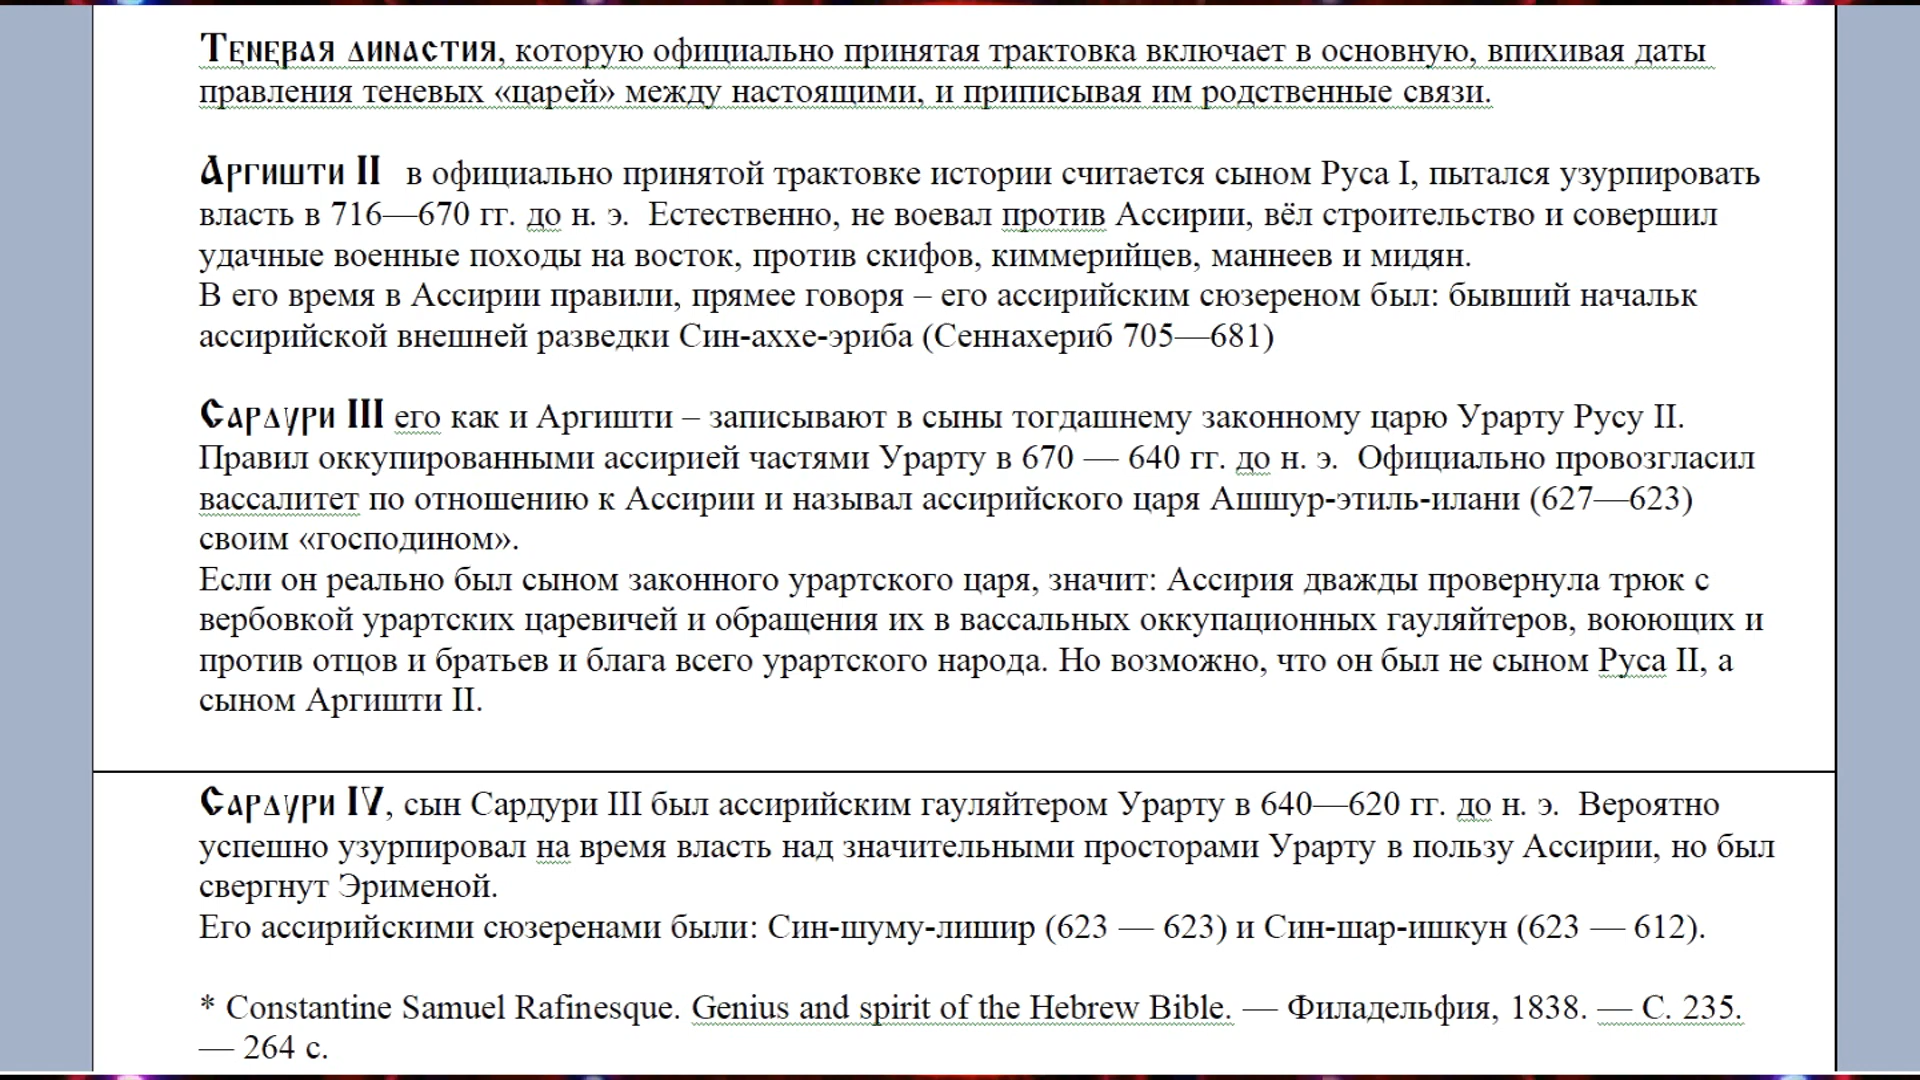 Теневая династия, которую официально принятая трактовка включает в основную, впихивая даты
правления теневых «царей» между настоящими, и приписывая им родственные связи.
Аргишти II в официально принятой трактовке истории считается сыном Руса I, пытался узурпировать
власть в 716—670 гг. до н. э. Естественно, не воевал против Ассирии, вёл строительство и совершил
удачные военные походы на восток, против скифов, киммерийцев, маннеев и мидян.
В его время в Ассирии правили, прямее говоря – его ассирийским сюзереном был: бывший начальк
ассирийской внешней разведки Син-аххе-эриба (Сеннахериб 705—681)
Сардури III его как и Аргишти – записывают в сыны тогдашнему законному царю Урарту Русу II.
Правил оккупированными ассирией частями Урарту в 670 — 640 гг. до н. э. Официально провозгласил
вассалитет по отношению к Ассирии и называл ассирийского царя Ашшур-этиль-илани (627—623)
своим «господином».
Если он реально был сыном законного урартского царя, значит: Ассирия дважды провернула трюк с
вербовкой урартских царевичей и обращения их в вассальных оккупационных гауляйтеров, воюющих и
против отцов и братьев и блага всего урартского народа. Но возможно, что он был не сыном Руса II, а
сыном Аргишти II.
Сардури IV, сын Сардури III был ассирийским гауляйтером Урарту в 640—620 гг. до н. э. Вероятно
успешно узурпировал на время власть над значительными просторами Урарту в пользу Ассирии, но был
свергнут Эрименой.
Его ассирийскими сюзеренами были: Син-шуму-лишир (623 — 623) и Син-шар-ишкун (623 — 612).
* Constantine Samuel Rafinesque. Genius and spirit of the Hebrew Bible. — Филадельфия, 1838. — С. 235.
— 264 с.